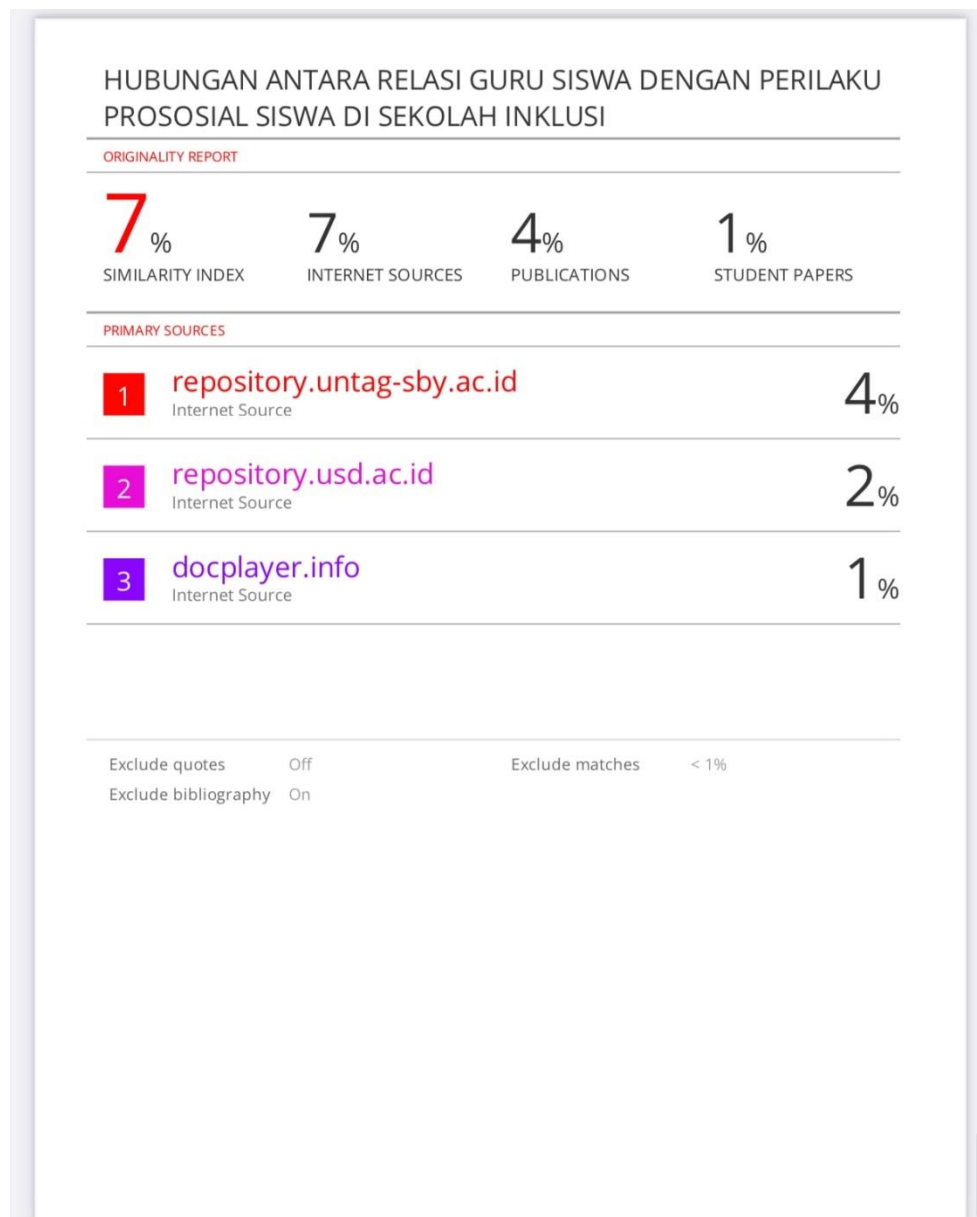 HUBUNGAN ANTARA RELASI GURU SISWA DENGAN PERILAKU
PROSOSIAL SISWA DI SEKOLAH INKLUSI
ORIGINALITY REPORT
7% 7% 4% 1%
SIMILARITY INDEX INTERNET SOURCES PUBLICATIONS STUDENT PAPERS
PRIMARY SOURCES
1 repository.untag-sby.ac.id 4%
Internet Source
2 repository.usd.ac.id 2%
Internet Source
3 docplayer.info 1%
Internet Source
Exclude quotes Off Exclude matches < 1%
Exclude bibliography On